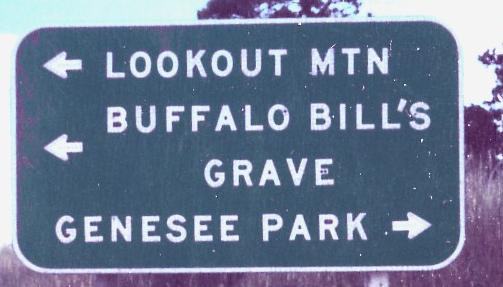 ← LOOKOUT MTN
← BUFFALO BILL'S
GRAVE
GENESEE PARK →